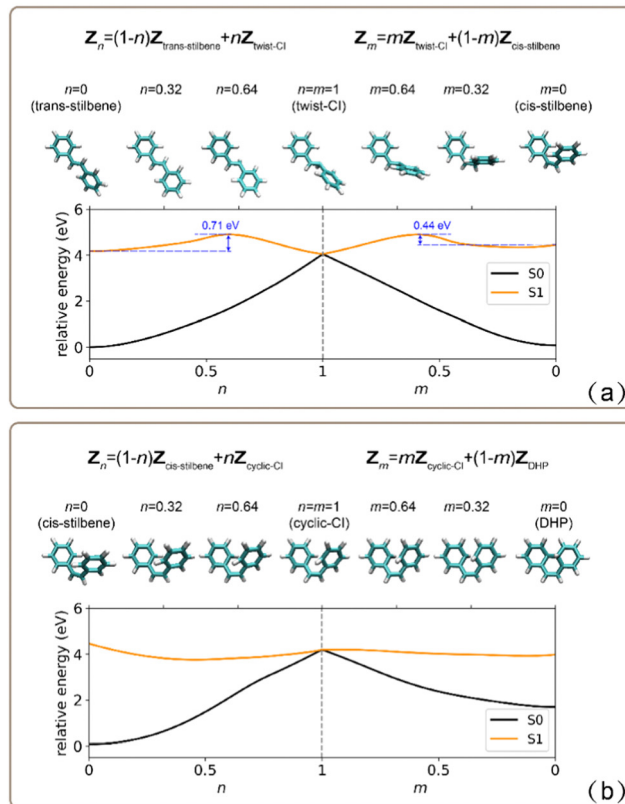 Zn=(1-n)Ztrans-stilbene+nZtwist-CI Zm=mZtwist-CI+(1-m)Zcis-stilbene
n=0 n=0.32 n=0.64 n=m=1 m=0.64 m=0.32 m=0
(trans-stilbene) (twist-CI) (cis-stilbene)
6
0.71 eV 0.44 eV
4
relative energy (eV)
2
S0
S1
0
0 0.5 1 0.5 0
n m
(a)
Zn=(1-n)Zcis-stilbene+nZcyclic-CI Zm=mZcyclic-CI+(1-m)ZDHP
n=0 n=0.32 n=0.64 n=m=1 m=0.64 m=0.32 m=0
(cis-stilbene) (cyclic-CI) (DHP)
6
4
relative energy (eV)
2
S0
S1
0
0 0.5 1 0.5 0
n m
(b)